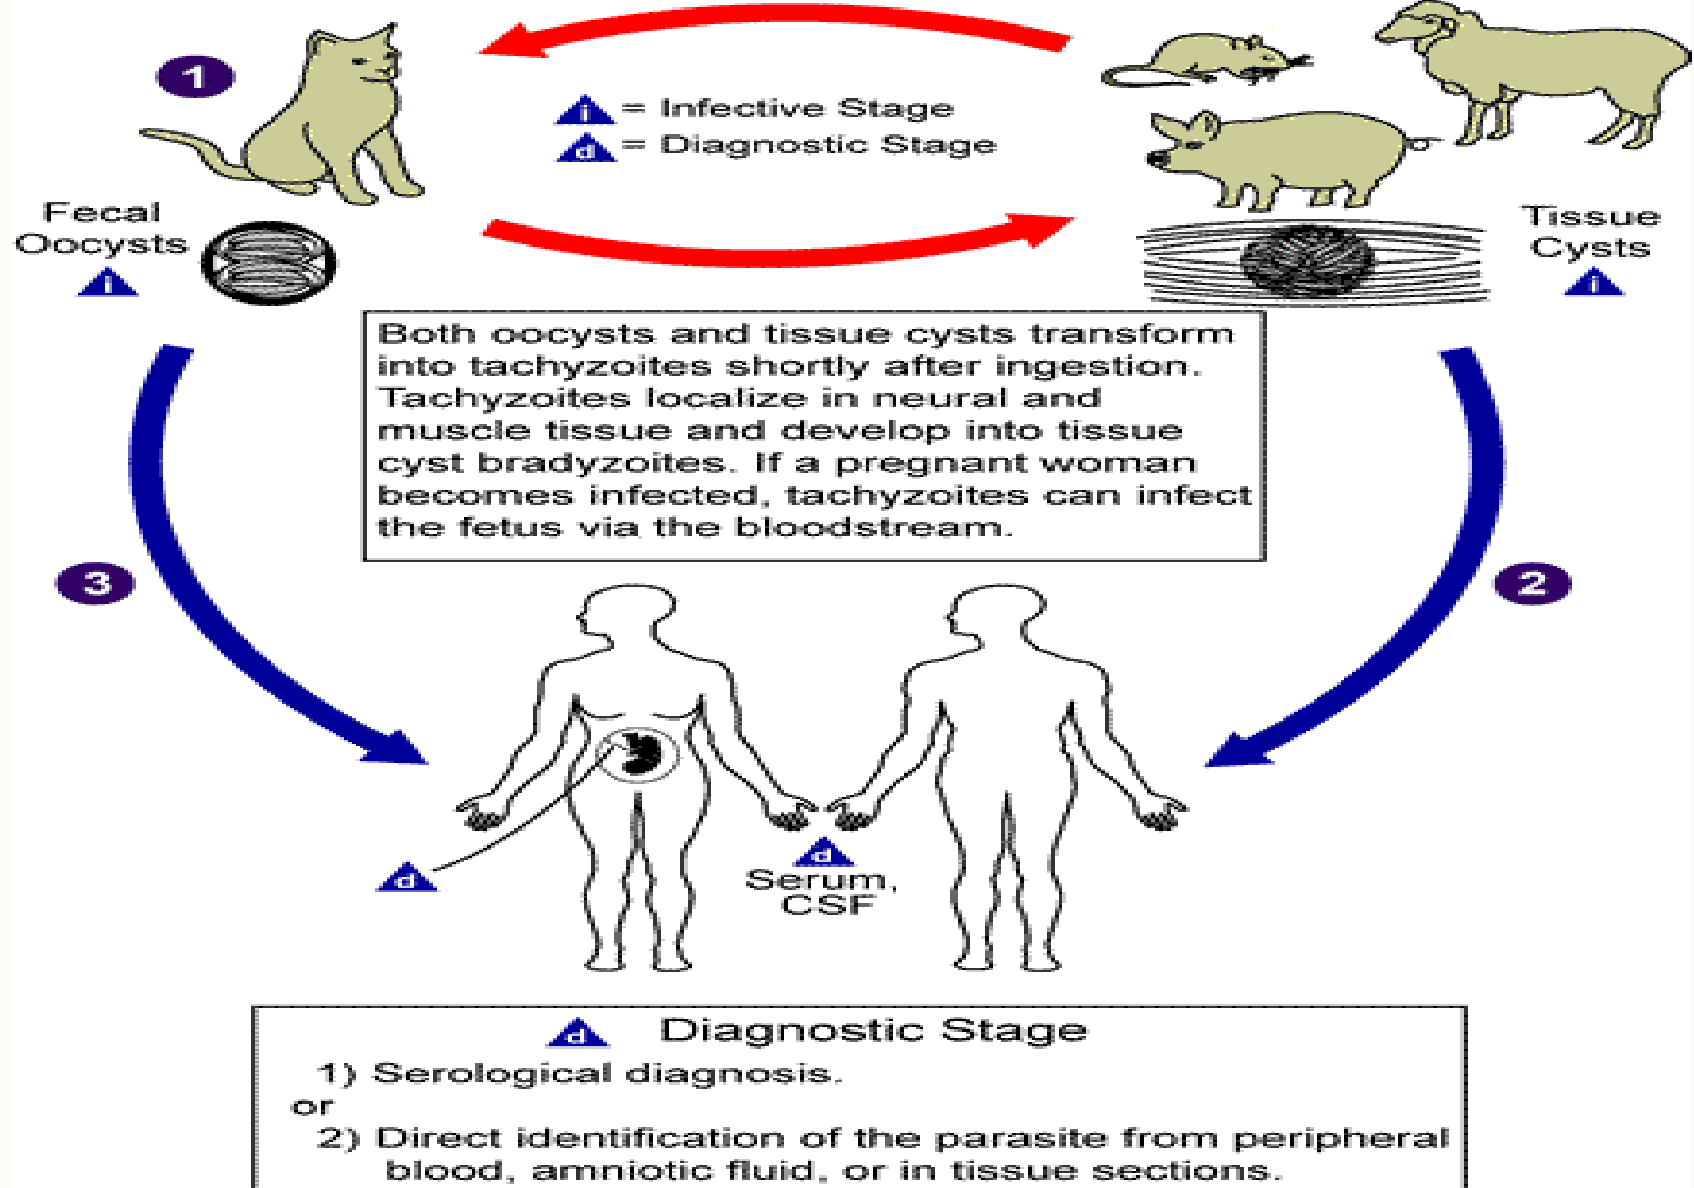 1
i = Infective Stage
d = Diagnostic Stage
Fecal
Oocysts
i
Tissue
Cysts
i
Both oocysts and tissue cysts transform
into tachyzoites shortly after ingestion.
Tachyzoites localize in neural and
muscle tissue and develop into tissue
cyst bradyzoites. If a pregnant woman
becomes infected, tachyzoites can infect
the fetus via the bloodstream.
3
2
d
d
Serum,
CSF
d Diagnostic Stage
1) Serological diagnosis.
or
2) Direct identification of the parasite from peripheral
blood, amniotic fluid, or in tissue sections.